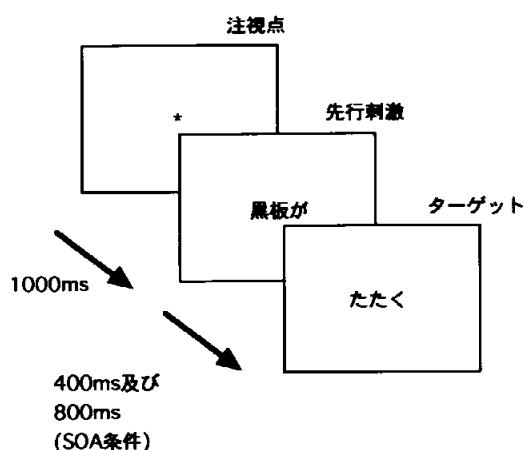 注視点
*
先行刺激
黒板が
ターゲット
たたく
1000ms
400ms及び
800ms
(SOA条件)